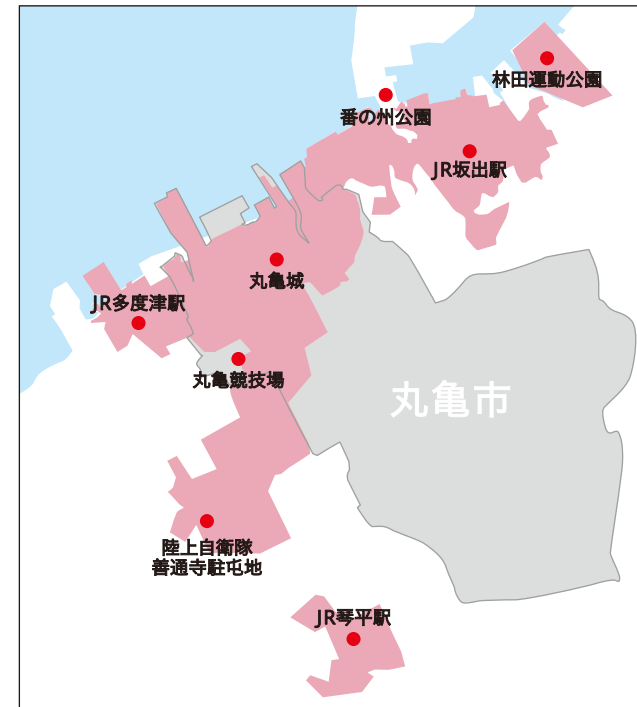 林田運動公園
番の州公園
JR坂出駅
丸亀城
JR多度津駅
丸亀競技場
丸亀市
陸上自衛隊
善通寺駐屯地
JR琴平駅